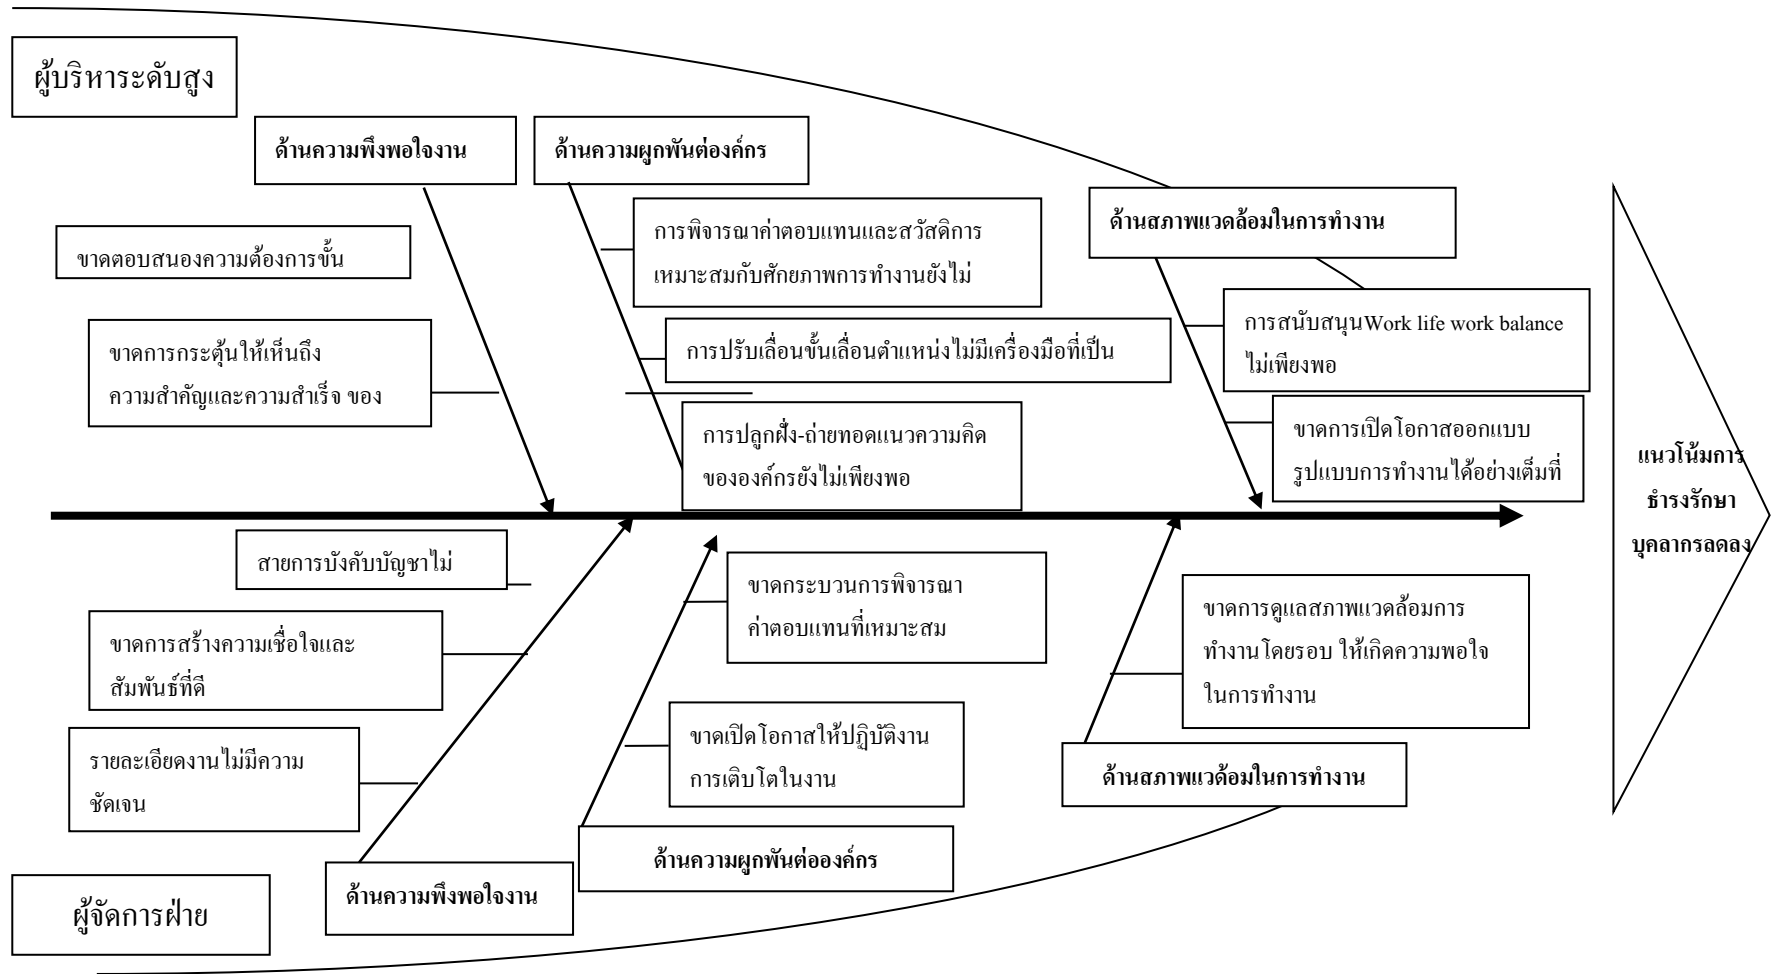 ผู้บริหาระดับสูง
ด้านความพึงพอใจงาน
ด้านความผูกพันต่องค์กร
ด้านสภาพแวดล้อมในการทำงาน
ขาดตอบสนองความต้องการขั้น
ขาดการกระตุ้นให้เห็นถึง
ความสำคัญและความสำเร็จ ของ
การพิจารณาค่าตอบแทนและสวัสดิการ
เหมาะสมกับศักยภาพการทำงานยังไม่
การปรับเลื่อนขั้นเลื่อนตำแหน่งไม่มีเครื่องมือที่เป็น
การปลูกฝั่ง-ถ่ายทอดแนวความคิด
ขององค์กรยังไม่เพียงพอ
การสนับสนุนWork life work balance
ไม่เพียงพอ
ขาดการเปิดโอกาสออกแบบ
รูปแบบการทำงานได้อย่างเต็มที่
แนวโน้มการ
ธำรงรักษา
บุคลากรลดลง
สายการบังคับบัญชาไม่
ขาดการสร้างความเชื่อใจและ
สัมพันธ์ที่ดี
รายละเอียดงานไม่มีความ
ชัดเจน
ขาดกระบวนการพิจารณา
ค่าตอบแทนที่เหมาะสม
ขาดเปิดโอกาสให้ปฏิบัติงาน
การเติบโตในงาน
ขาดการดูแลสภาพแวดล้อมการ
ทำงานโดยรอบ ให้เกิดความพอใจ
ในการทำงาน
ด้านสภาพแวด้อมในการทำงาน
ด้านความผูกพันต่อองค์กร
ด้านความพึงพอใจงาน
ผู้จัดการฝ่าย